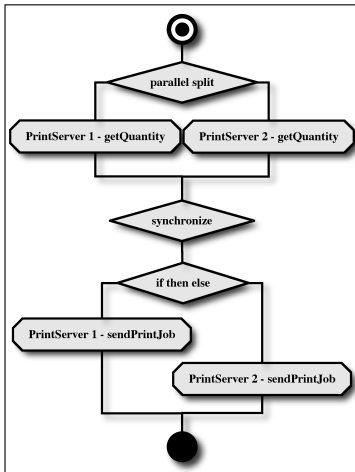 parallel split
PrintServer 1 - getQuantity
PrintServer 2 - getQuantity
synchronize
if then else
PrintServer 1 - sendPrintJob
PrintServer 2 - sendPrintJob